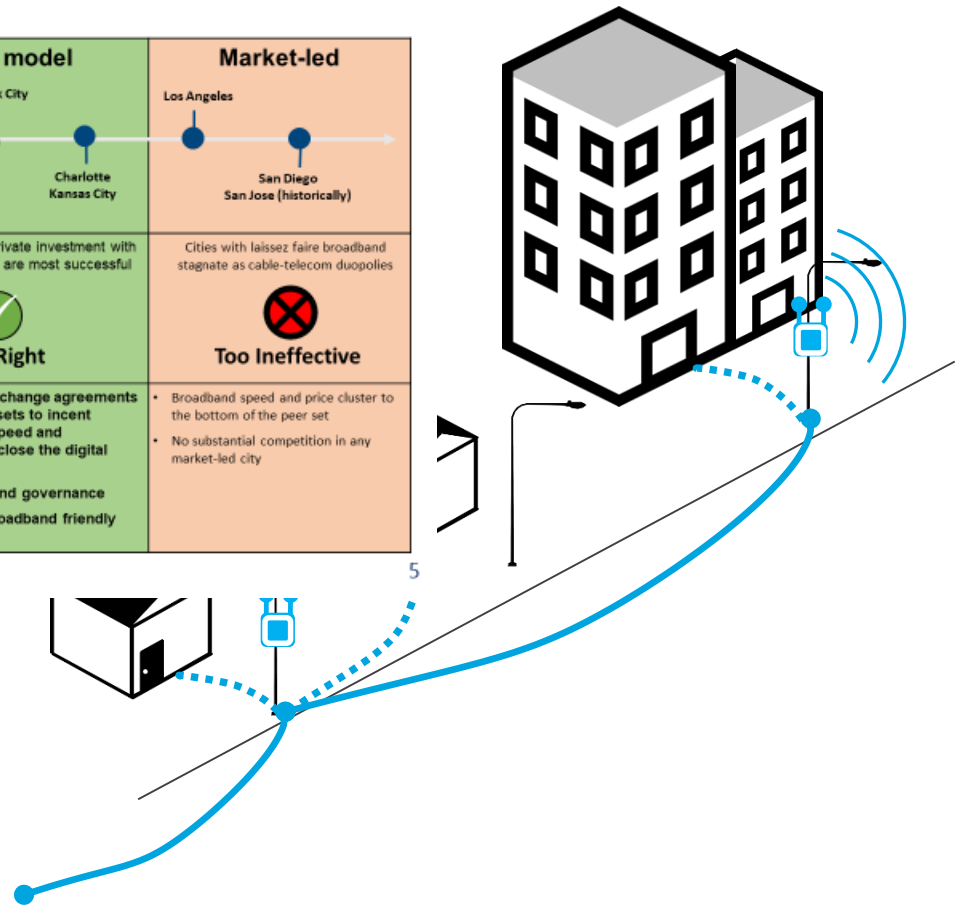 model
Market-led
City
Los Angeles
Charlotte
Kansas City
San Diego
San Jose (historically)
rivate investment with
are most successful
Cities with laissez faire broadband
stagnate as cable-telecom duopolies
Right
Too Ineffective
change agreements
sets to incent
peed and
close the digital
nd governance
oadband friendly
• Broadband speed and price cluster to
the bottom of the peer set
• No substantial competition in any
market-led city
5